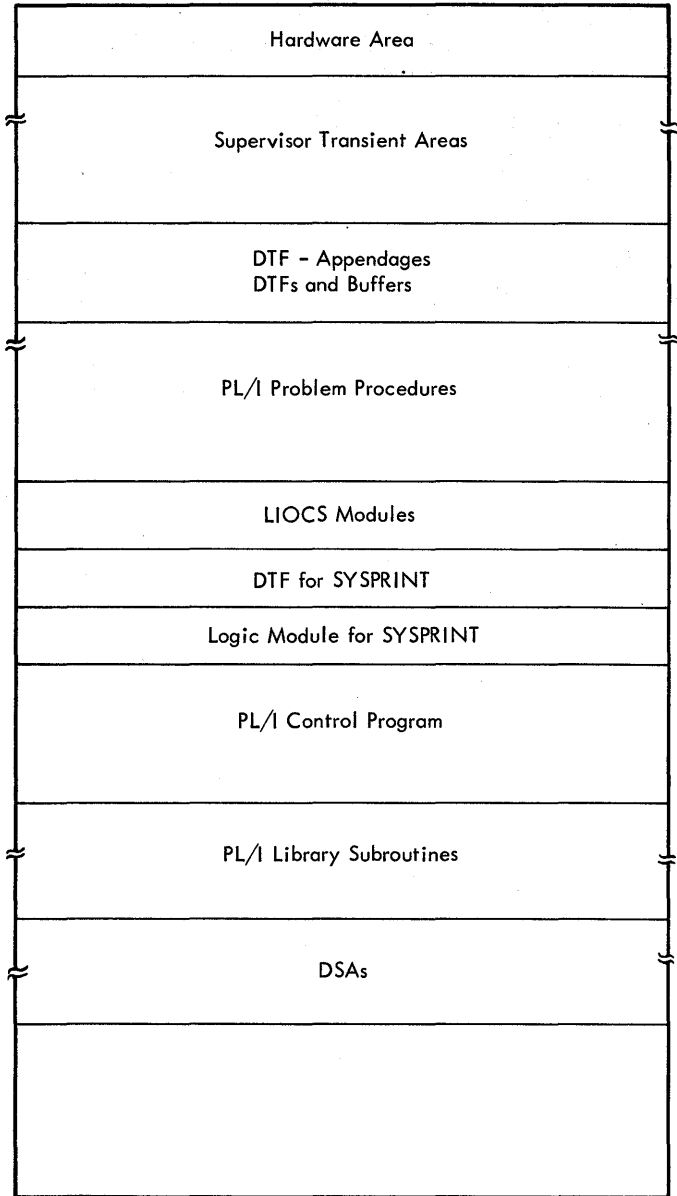 Hardware Area
Supervisor Transient Areas
DTF - Appendages
DTFs and Buffers
PL/I Problem Procedures
LIOCS Modules
DTF for SYSPRINT
Logic Module for SYSPRINT
PL/I Control Program
PL/I Library Subroutines
DSAs